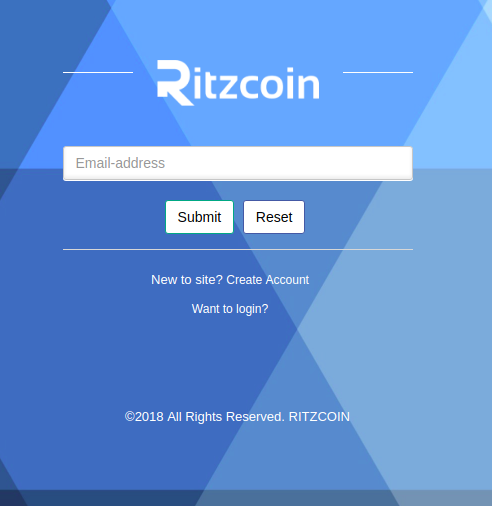 Ritzcoin
Email-address
Submit Reset
New to site? Create Account
Want to login?
©2018 All Rights Reserved. RITZCOIN